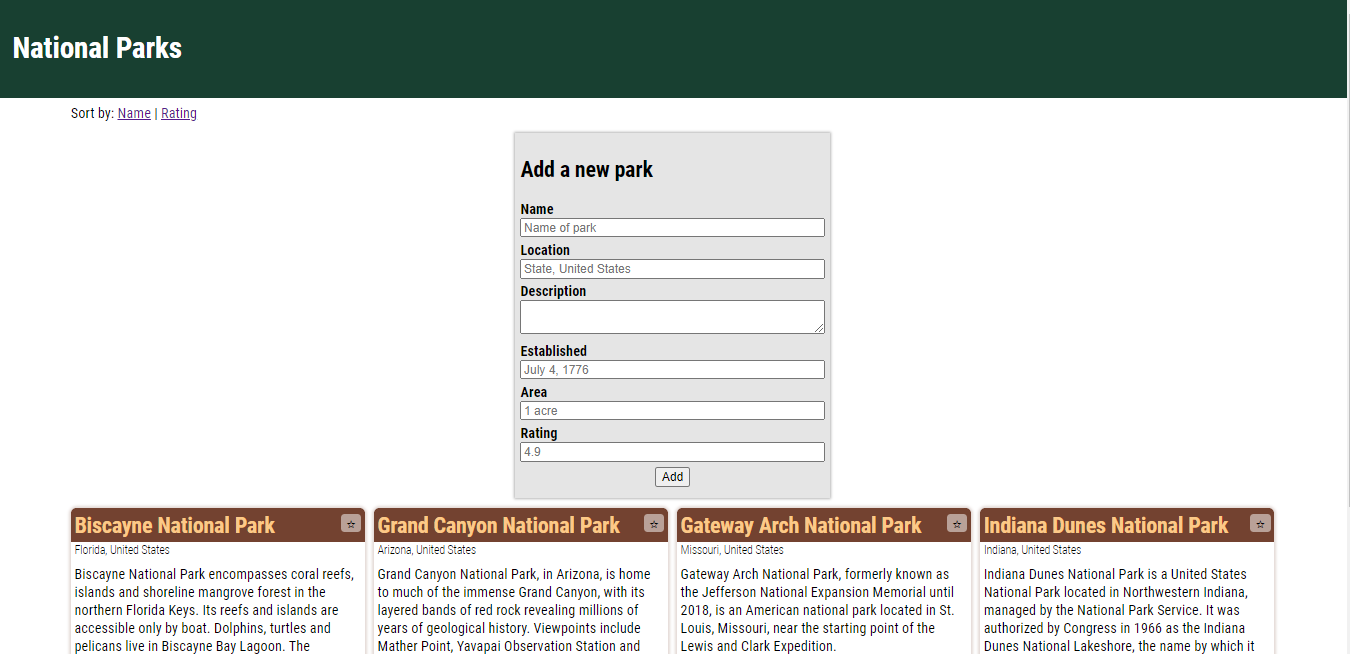 National Parks
Sort by: Name | Rating
Add a new park
Name
Name of park
Location
State, United States
Description
Established
July 4, 1776
Area
1 acre
Rating
4.9
Add
Biscayne National Park
☆
Florida, United States
Biscayne National Park encompasses coral reefs,
islands and shoreline mangrove forest in the
northern Florida Keys. Its reefs and islands are
accessible only by boat. Dolphins, turtles and
pelicans live in Biscayne Bay Lagoon. The
Grand Canyon National Park
☆
Arizona, United States
Grand Canyon National Park, in Arizona, is home
to much of the immense Grand Canyon, with its
layered bands of red rock revealing millions of
years of geological history. Viewpoints include
Mather Point, Yavapai Observation Station and
Gateway Arch National Park
☆
Missouri, United States
Gateway Arch National Park, formerly known as
the Jefferson National Expansion Memorial until
2018, is an American national park located in St.
Louis, Missouri, near the starting point of the
Lewis and Clark Expedition.
Indiana Dunes National Park
☆
Indiana, United States
Indiana Dunes National Park is a United States
National Park located in Northwestern Indiana,
managed by the National Park Service. It was
authorized by Congress in 1966 as the Indiana
Dunes National Lakeshore, the name by which it